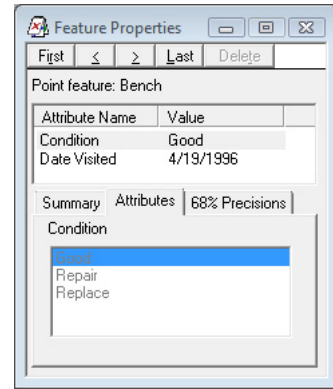 Feature Properties
First < > Last Delete
Point feature: Bench
Attribute Name Value
Condition Good
Date Visited 4/19/1996
Summary Attributes 68% Precisions
Condition
Good
Repair
Replace